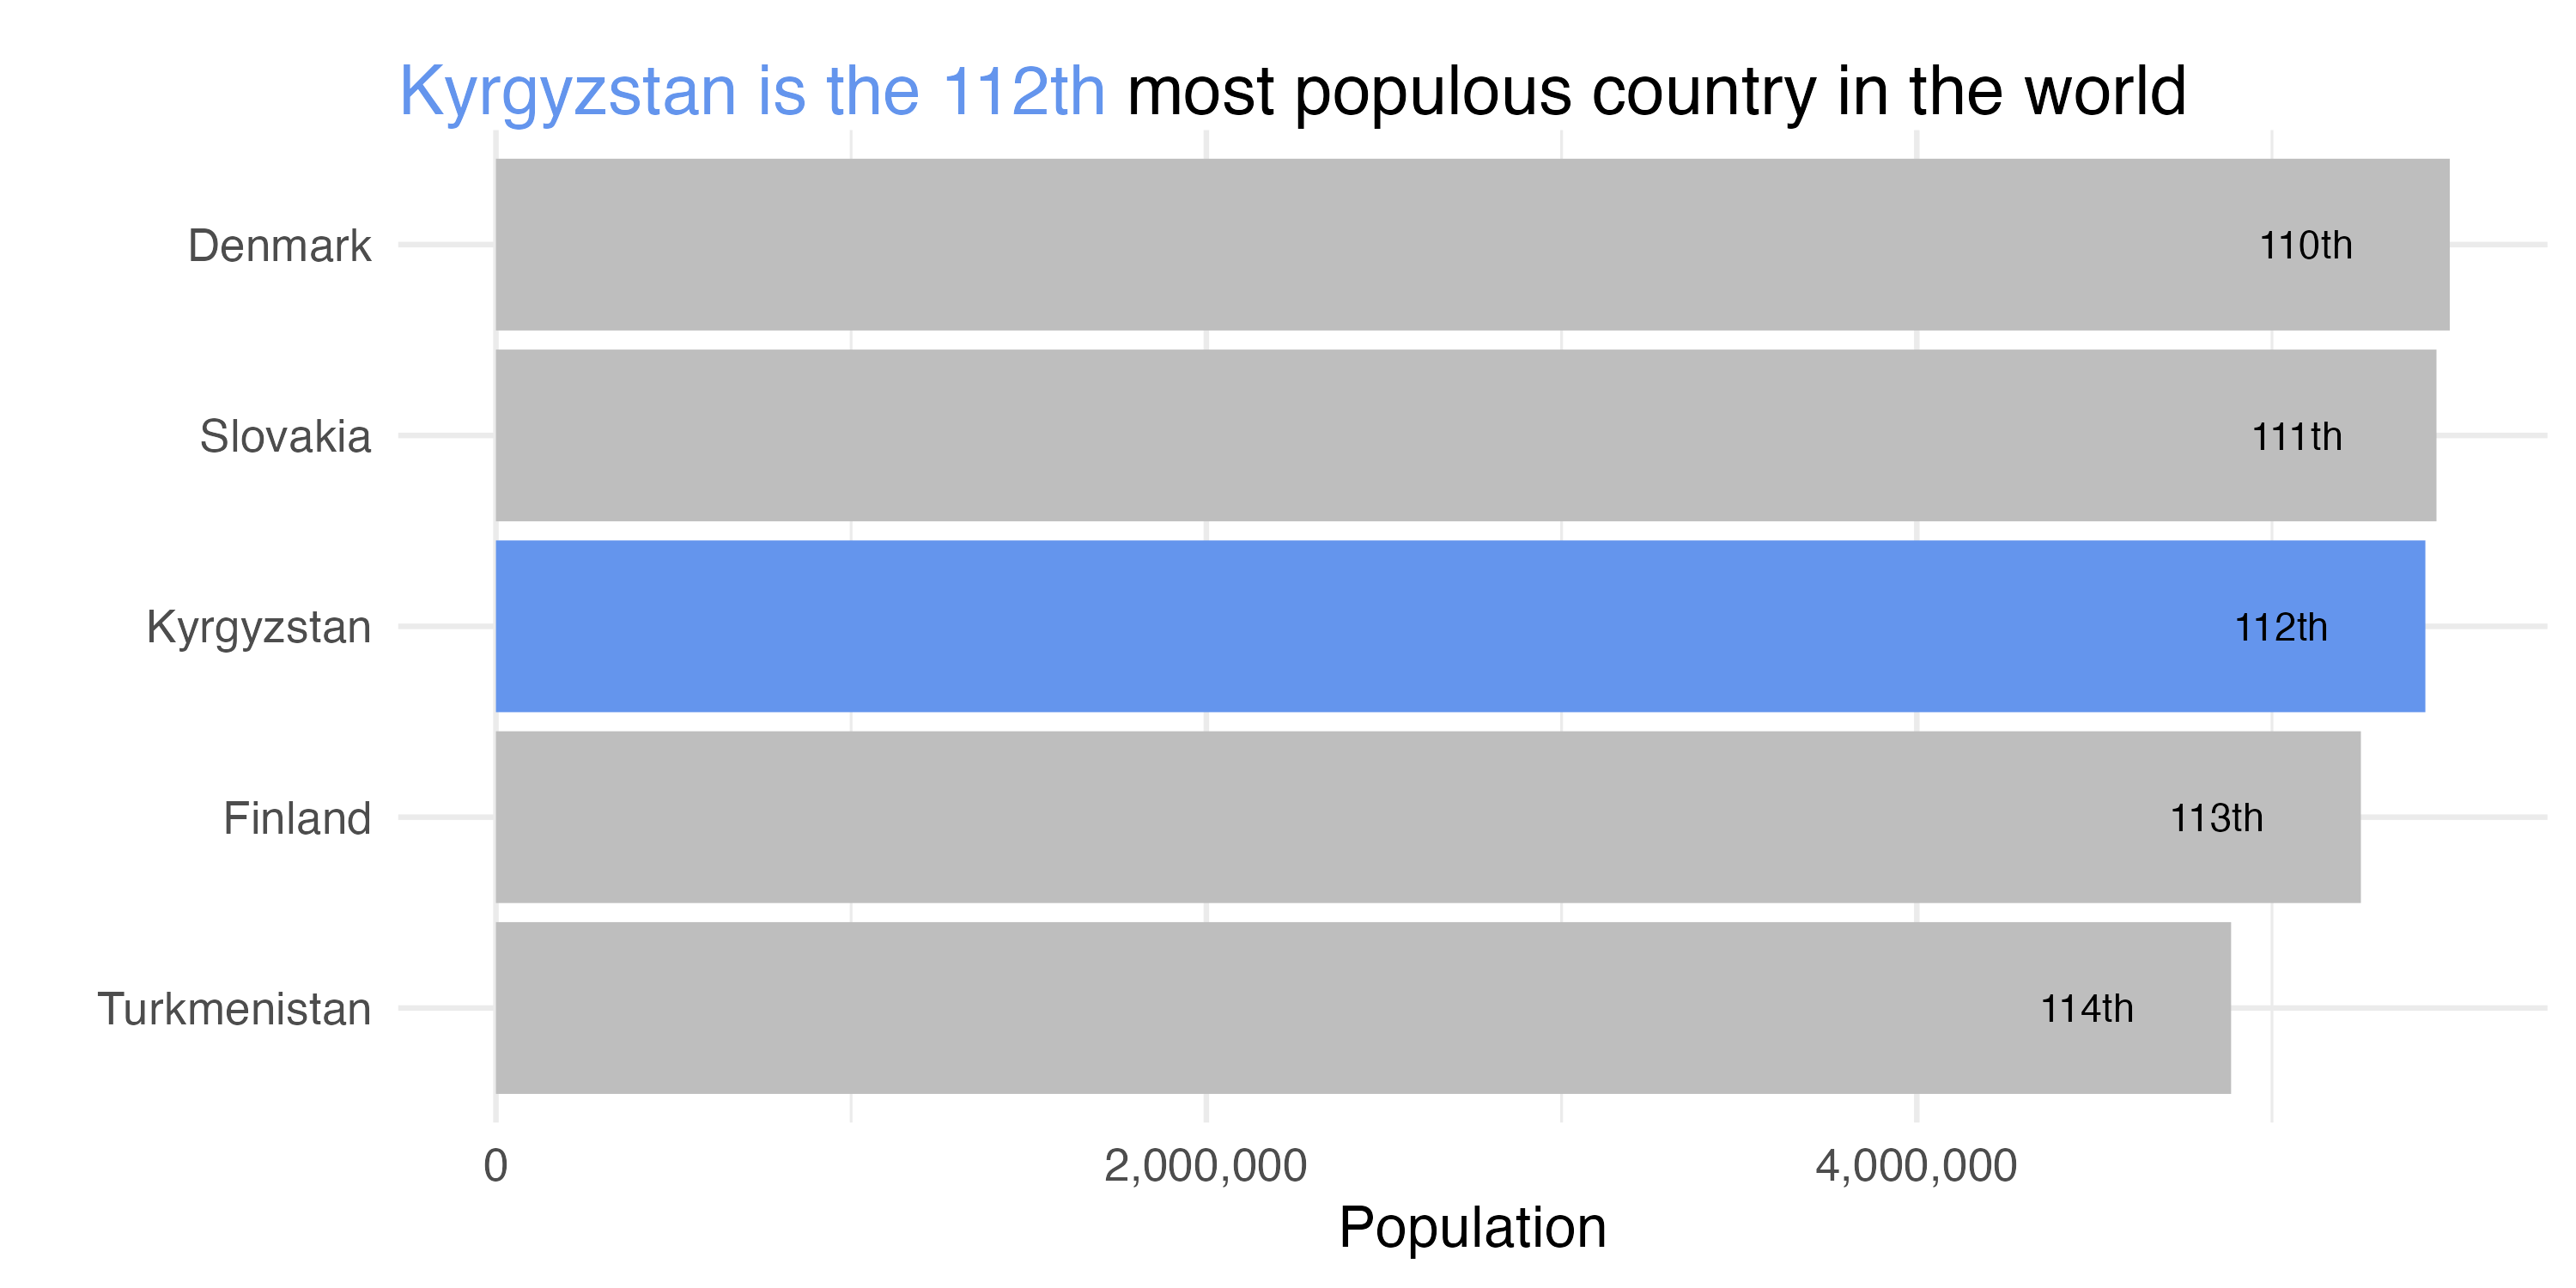 Kyrgyzstan is the 112th most populous country in the world
Denmark 110th
Slovakia 111th
Kyrgyzstan 112th
Finland 113th
Turkmenistan 114th
0 2,000,000 4,000,000
Population